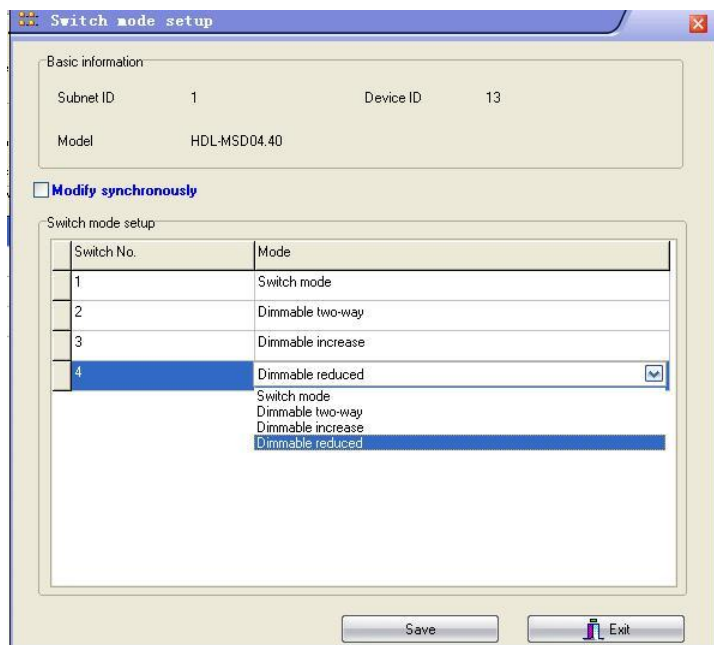 Switch mode setup
Basic information
Subnet ID 1 Device ID 13
Model HDL-MSD04.40
Modify synchronously
Switch mode setup
Switch No. Mode
1 Switch mode
2 Dimmable two-way
3 Dimmable increase
4 Dimmable reduced
Switch mode
Dimmable two-way
Dimmable increase
Dimmable reduced
Save Exit